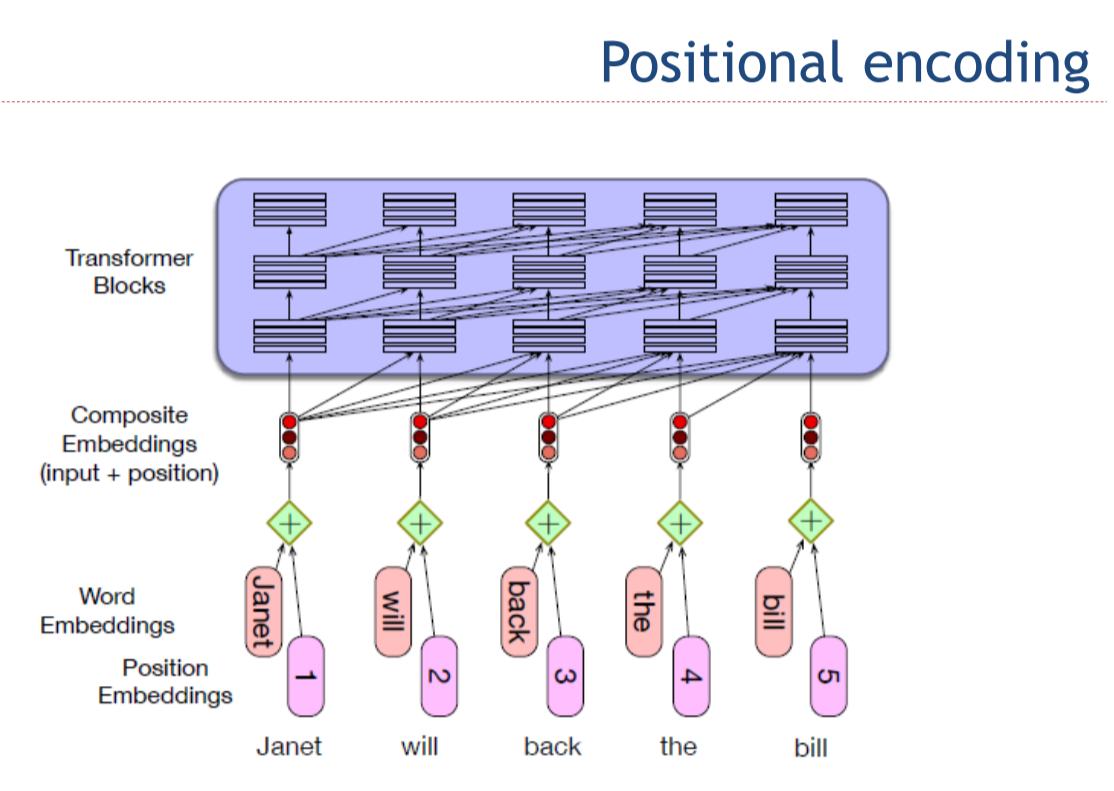 Positional encoding
Transformer
Blocks
Composite
Embeddings
(input + position)
+ + + + +
Word
Embeddings
Janet will back the bill
Position
Embeddings
1 2 3 4 5
Janet will back the bill